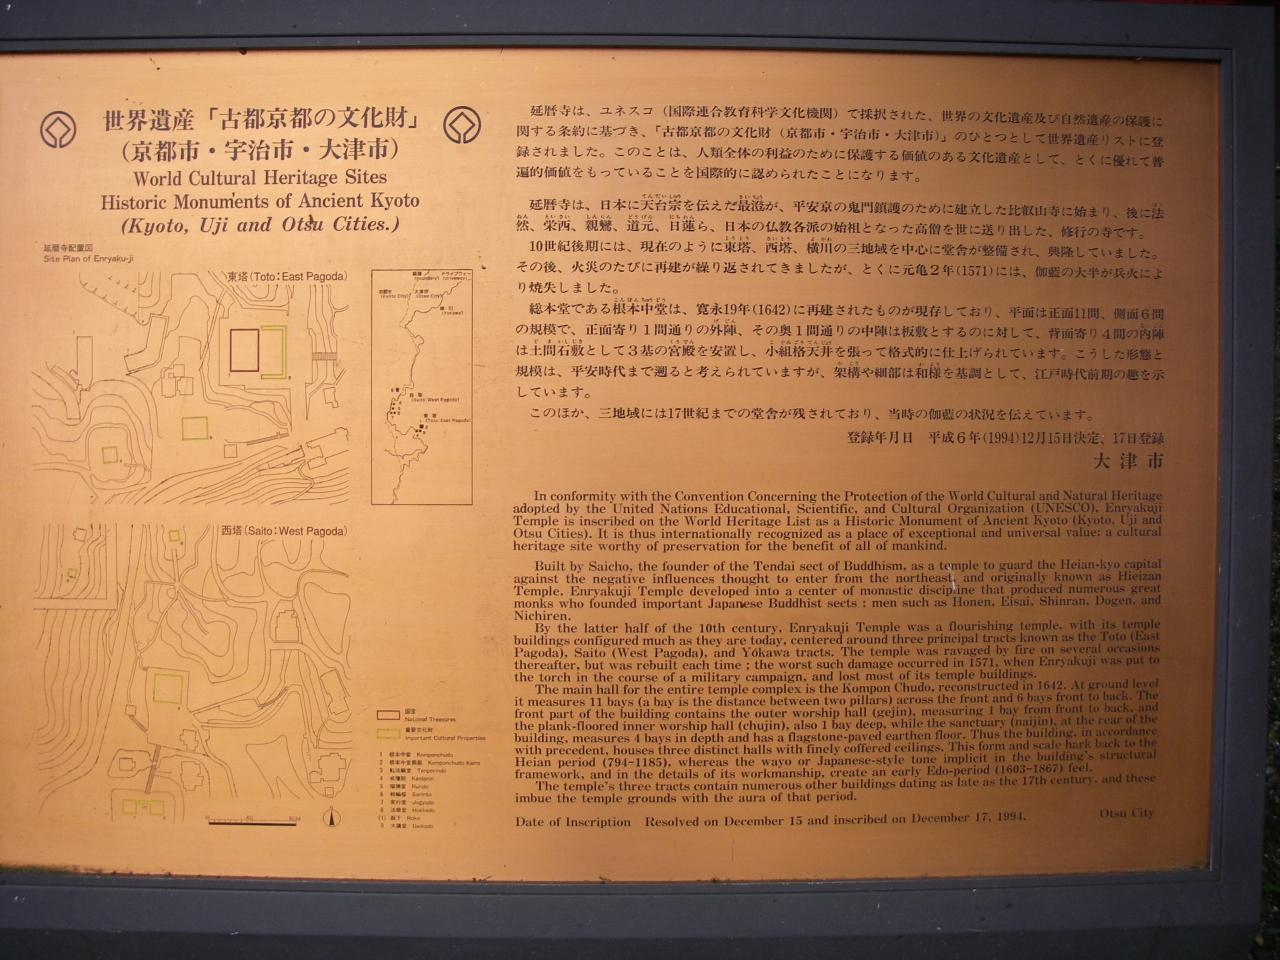 世界遺産「古都京都の文化財」
(京都市・宇治市・大津市)
World Cultural Heritage Sites
Historic Monuments of Ancient Kyoto
(Kyoto, Uji and Otsu Cities.)
延暦寺配置図
Site Plan of Enryaku-ji
東塔(Toto:East Pagoda)
西塔(Saito:West Pagoda)
国宝
National Treasures
重要文化財
Important Cultural Properties
1 根本中堂 Konponchudo
延暦寺は、ユネスコ(国際連合教育科学文化機関)で採択された、世界の文化遺産及び自然遺産の保護に
関する条約に基づき、「古都京都の文化財(京都市・宇治市・大津市)」のひとつとして世界遺産リストに登
録されました。このことは、人類全体の利益のために保護する価値のある文化遺産として、とくに優れて普
遍的価値をもっていることを国際的に認められたことになります。
延暦寺は、日本に天台宗を伝えた最澄が、平安京の鬼門鎮護のために建立した比叡山寺に始まり、後に法
然、栄西、親鸞、道元、日蓮ら、日本の仏教各派の始祖となった高僧を世に送り出した、修行の寺です。
10世紀後期には、現在のように東塔、西塔、横川の三地域を中心に堂舎が整備され、興隆していました。
その後、火災のたびに再建が繰り返されてきましたが、とくに元亀2年(1571)には、伽藍の大半が兵火によ
り焼失しました。
総本堂である根本中堂は、寛永19年(1642)に再建されたものが現存しており、平面は正面11間、側面6間
の規模で、正面寄り1間通りの外陣、その奥1間通りの中陣は板敷とするのに対して、背面寄り4間の内陣
は土間石敷として3基の宮殿を安置し、小組格天井を張って格式的に仕上げられています。こうした形態と
規模は、平安時代まで遡ると考えられていますが、架構や細部は和様を基調として、江戸時代前期の趣を示
しています。
このほか、三地域には17世紀までの堂舎が残されており、当時の伽藍の状況を伝えています。
登録年月日 平成6年(1994)12月15日決定、17日登録
大津市
In conformity with the Convention Concerning the Protection of the World Cultural and Natural Heritage
adopted by the United Nations Educational, Scientific, and Cultural Organization (UNESCO), Enryakuji
Temple is inscribed on the World Heritage List as a Historic Monument of Ancient Kyoto (Kyoto, Uji and
Otsu Cities). It is thus internationally recognized as a place of exceptional and universal value: a cultural
heritage site worthy of preservation for the benefit of all of mankind.
Built by Saicho, the founder of the Tendai sect of Buddhism, as a temple to guard the Heian-kyo capital
against the negative influences thought to enter from the northeast, and originally known as Hieizan
Temple. Enryakuji Temple developed into a center of monastic discipline that produced numerous great
monks who founded important Japanese Buddhist sects : men such as Honen, Eisai, Shinran, Dogen, and
Nichiren.
By the latter half of the 10th century, Enryakuji Temple was a flourishing temple, with its temple
buildings configured much as they are today, centered around three principal tracts known as the Toto (East
Pagoda), Saito (West Pagoda), and Yokawa tracts. The temple was ravaged by fire on several occasions
thereafter, but was rebuilt each time ; the worst such damage occurred in 1571, when Enryakuji was put to
the torch in the course of a military campaign, and lost most of its temple buildings.
The main hall for the entire temple complex is the Kompon Chudo, reconstructed in 1642. At ground level
it measures 11 bays (a bay is the distance between two pillars) across the front and 6 bays front to back. The
front part of the building contains the outer worship hall (gejin), measuring 1 bay from front to back, and
the plank-floored inner worship hall (chujin), also 1 bay deep, while the sanctuary (naijin), at the rear of the
building, measures 4 bays in depth and has a flagstone-paved earthen floor. Thus the building, in accordance
with precedent, houses three distinct halls with finely coffered ceilings. This form and scale hark back to the
Heian period (794-1185), whereas the wayo or Japanese-style tone implicit in the building's structural
framework, and in the details of its workmanship, create an early Edo-period (1603-1867) feel.
The temple's three tracts contain numerous other buildings dating as late as the 17th century, and these
imbue the temple grounds with the aura of that period.
Date of Inscription Resolved on December 15 and inscribed on December 17, 1994.
Otsu City